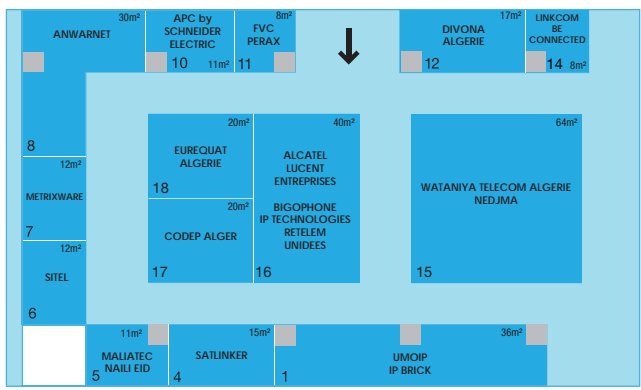 30m²
ANWARNET
8
APC by
SCHNEIDER
ELECTRIC
10 11m²
8m²
FVC
PERAX
11
17m²
DIVONA
ALGERIE
12
LINKCOM
BE
CONNECTED
14 8m²
12m²
METRIXWARE
7
12m²
SITEL
6
20m²
EUREQUAT
ALGERIE
18
20m²
CODEP ALGER
17
40m²
ALCATEL
LUCENT
ENTREPRISES
BIGOPHONE
IP TECHNOLOGIES
RETELEM
UNIDEES
16
64m²
WATANIYA TELECOM ALGERIE
NEDJMA
15
11m²
MALIATEC
NAILI EID
5
15m²
SATLINKER
4
36m²
UMOIP
IP BRICK
1